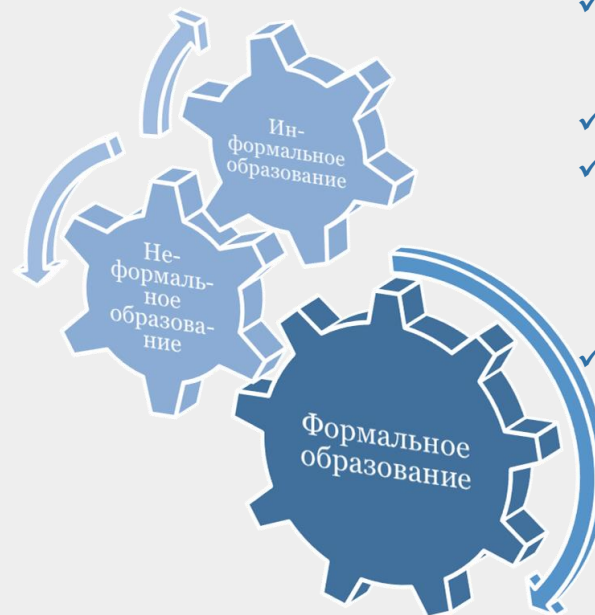 Ин-
формальное
образование
Не-
формаль-
ное
образова-
ние
Формальное
образование